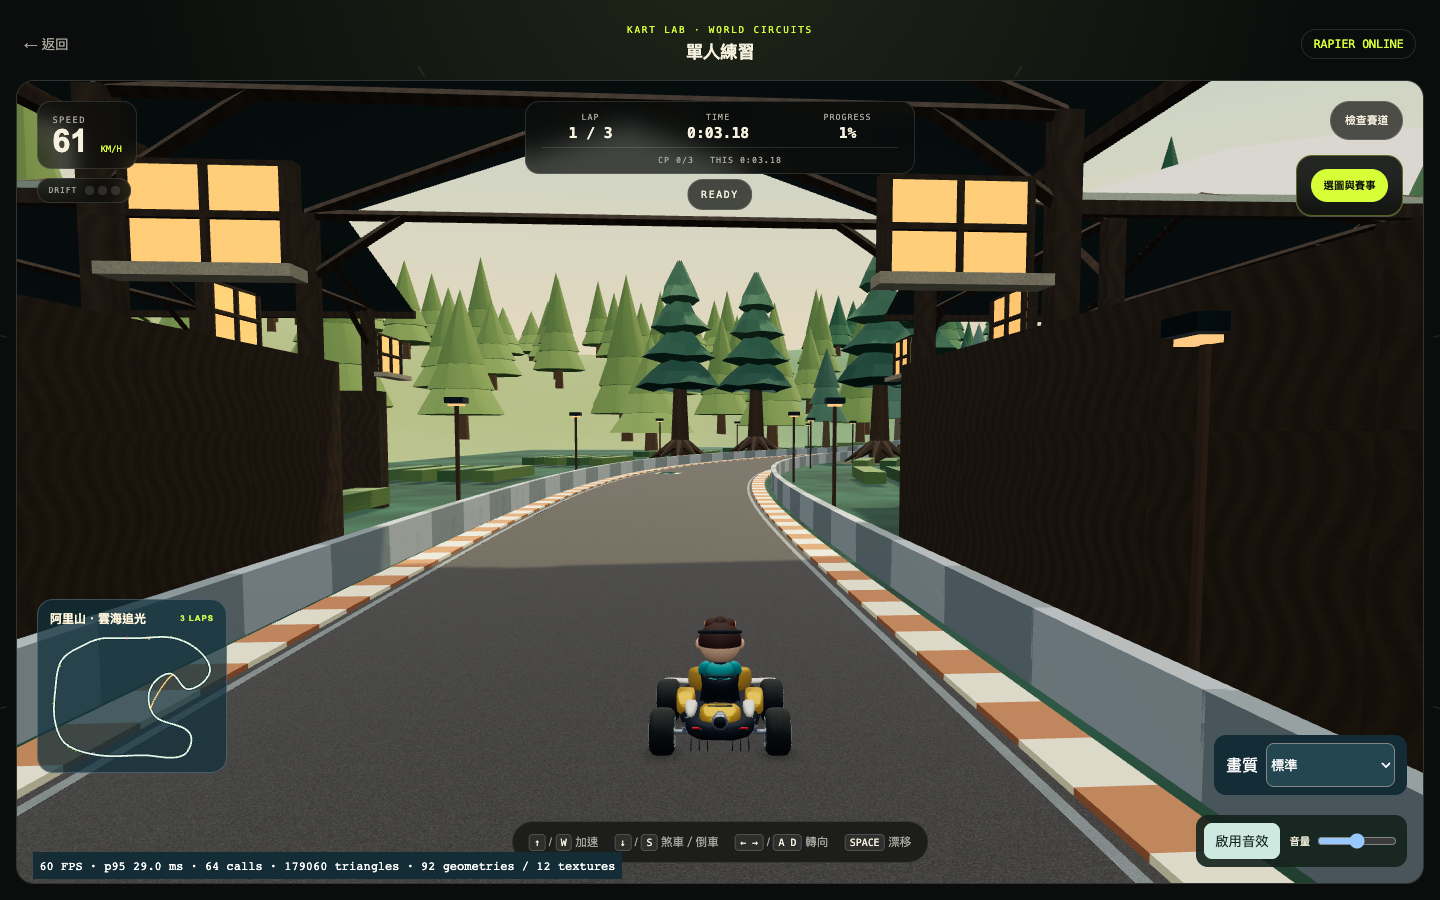 ← 返回
KART LAB · WORLD CIRCUITS
單人練習
RAPIER ONLINE
SPEED
61 KM/H
DRIFT
LAP TIME PROGRESS
1 / 3 0:03.18 1%
CP 0/3 THIS 0:03.18
READY
檢查賽道
選圖與賽事
阿里山 · 雲海追光 3 LAPS
畫質 標準
↑ / W 加速 ↓ / S 煞車 / 倒車 ← → / A D 轉向 SPACE 漂移
啟用音效 音量
60 FPS · p95 29.0 ms · 64 calls · 179060 triangles · 92 geometries / 12 textures